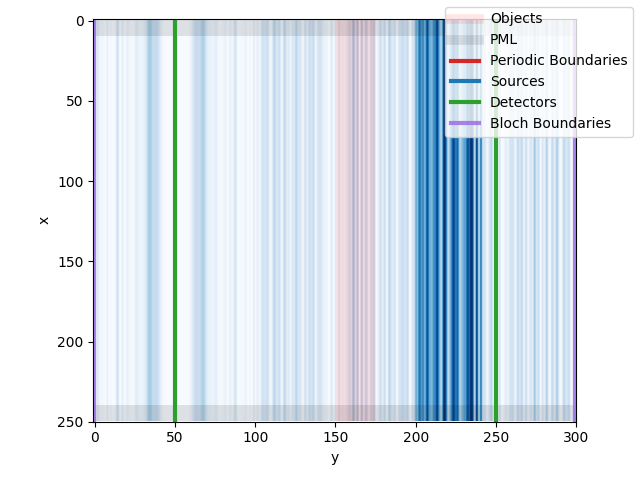 Objects
PML
Periodic Boundaries
Sources
Detectors
Bloch Boundaries
0
50
100
150
200
250
x
0
50
100
150
200
250
300
y